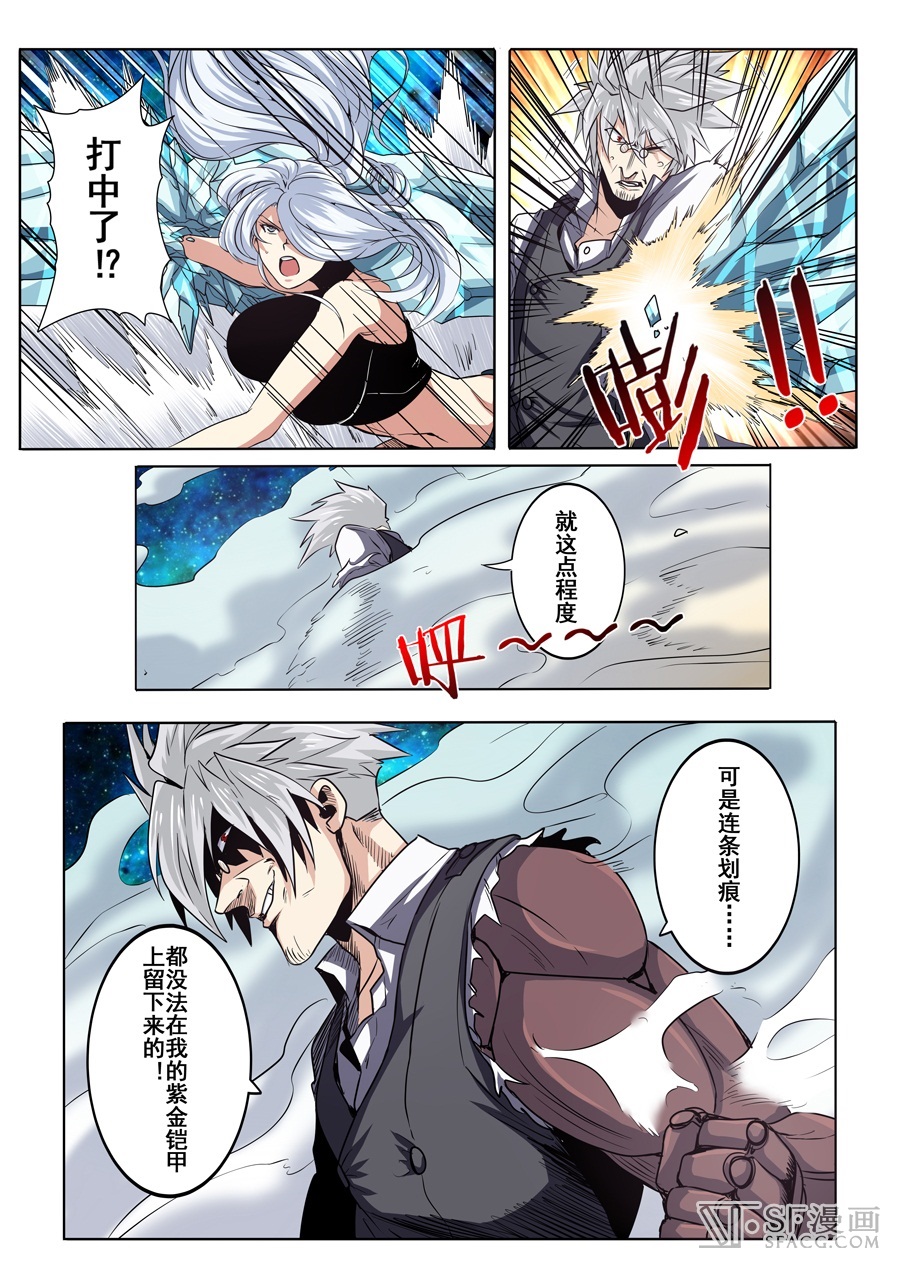 打中了!?
嘭!!
就这点程度
呼~~~
可是连条划痕……
都没法在我的紫金铠甲
上留下来的!
SF漫画
SFACG.COM